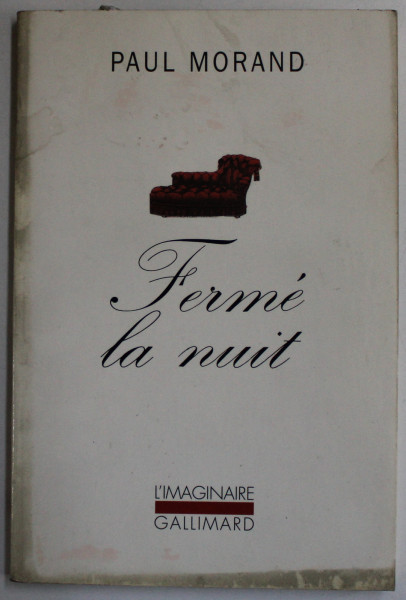 PAUL MORAND
Fermé
la nuit
L'IMAGINAIRE
GALLIMARD